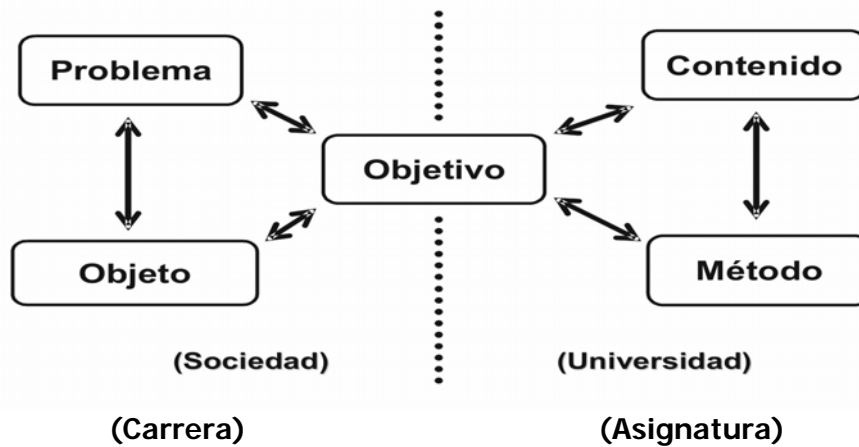 Problema
Contenido
Objetivo
Objeto
Método
(Sociedad)
(Universidad)
(Carrera)
(Asignatura)